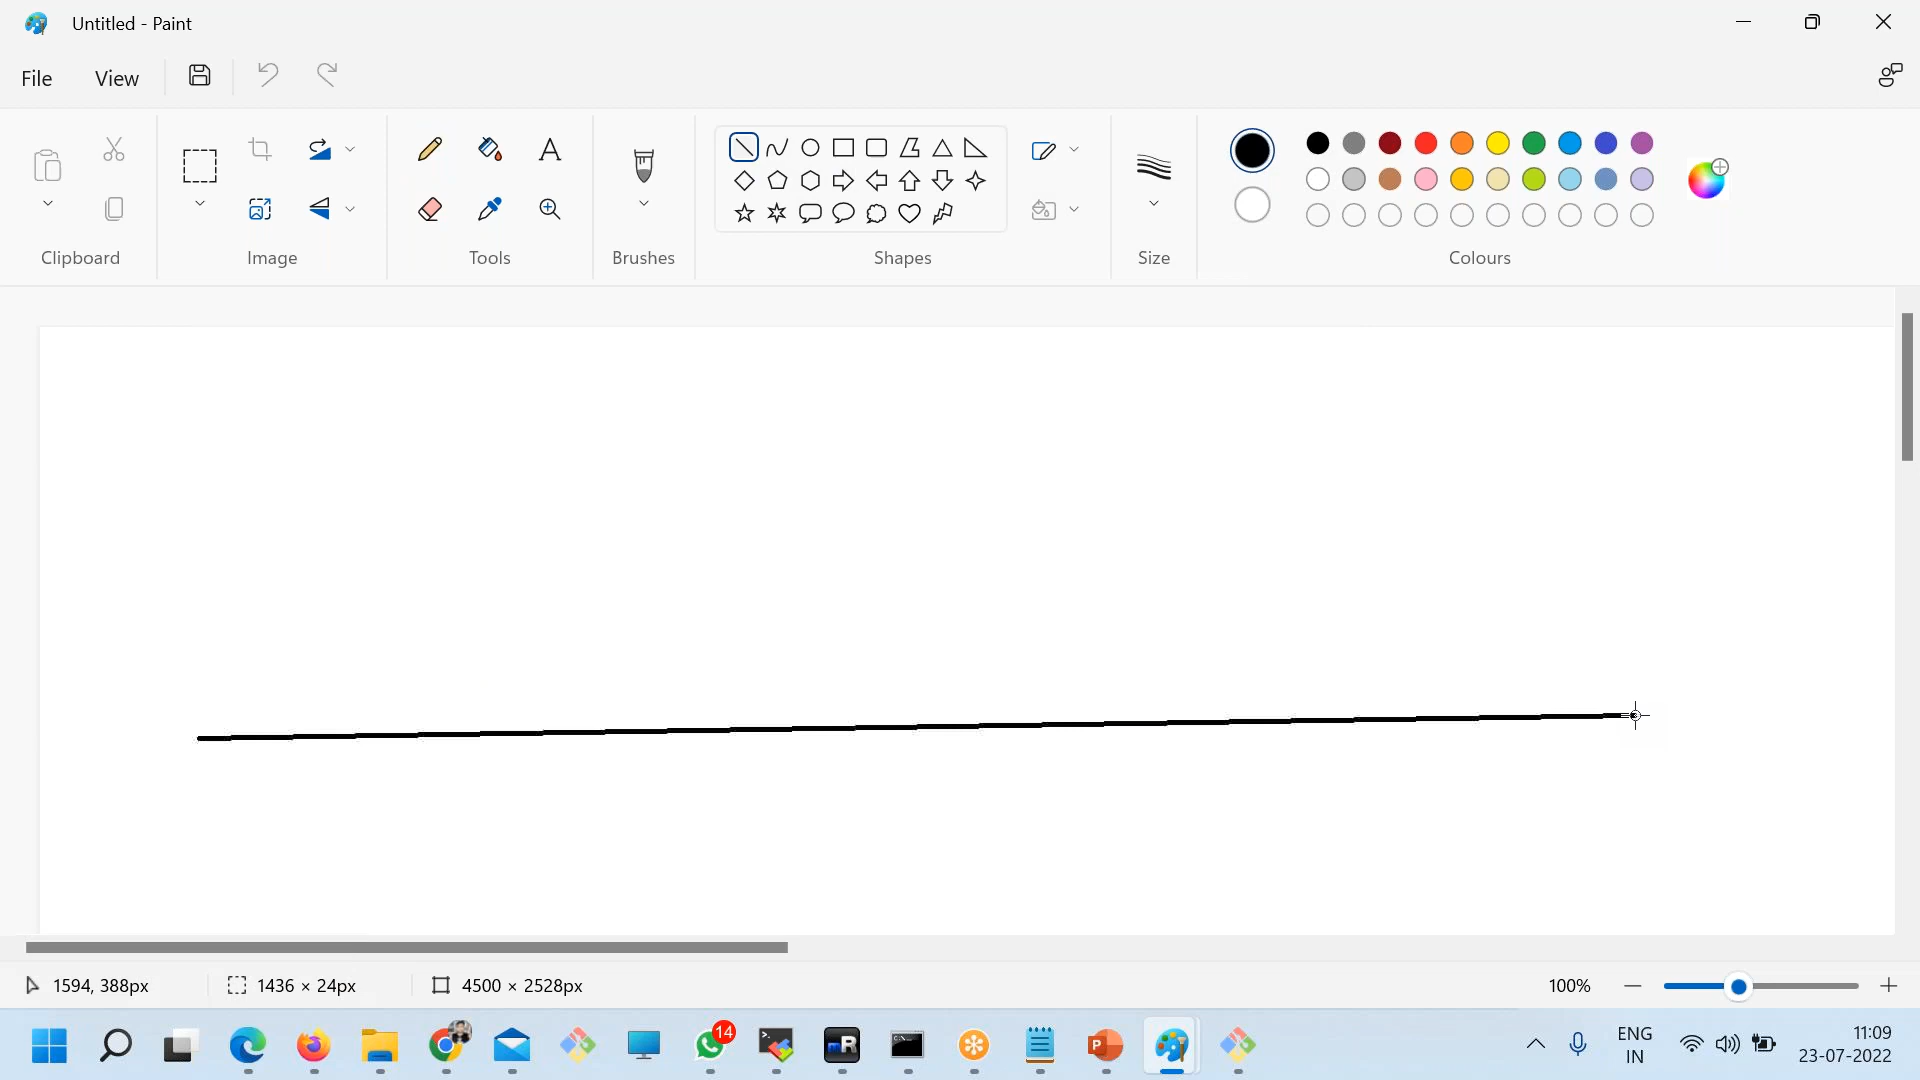 Untitled - Paint
File View
Clipboard
Image
Tools
Brushes
Shapes
Size
Colours
1594, 388px
1436 × 24px
4500 × 2528px
100%
14
ENG
IN
11:09
23-07-2022